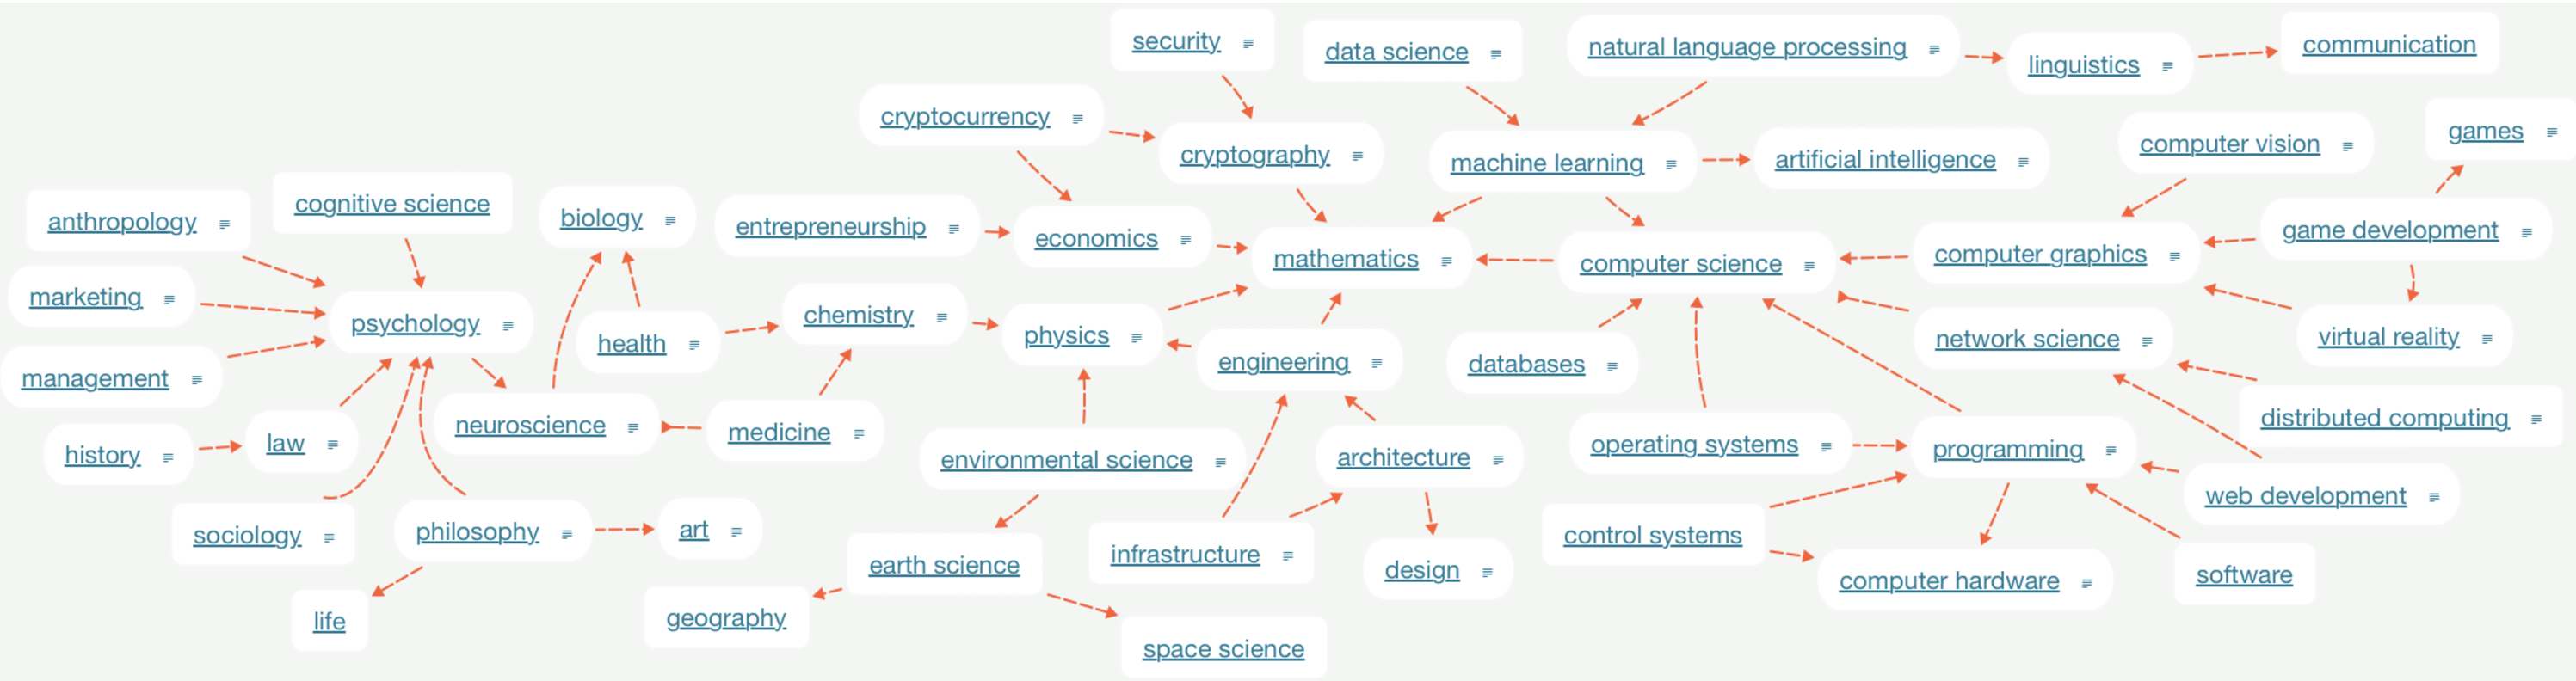 security
data science
natural language processing
linguistics
communication
cryptocurrency
cryptography
machine learning
artificial intelligence
computer vision
games
anthropology
cognitive science
biology
entrepreneurship
economics
mathematics
computer science
computer graphics
game development
marketing
psychology
health
chemistry
physics
engineering
databases
network science
virtual reality
management
history
law
neuroscience
medicine
environmental science
architecture
operating systems
programming
distributed computing
web development
sociology
philosophy
art
earth science
infrastructure
design
control systems
computer hardware
software
life
geography
space science